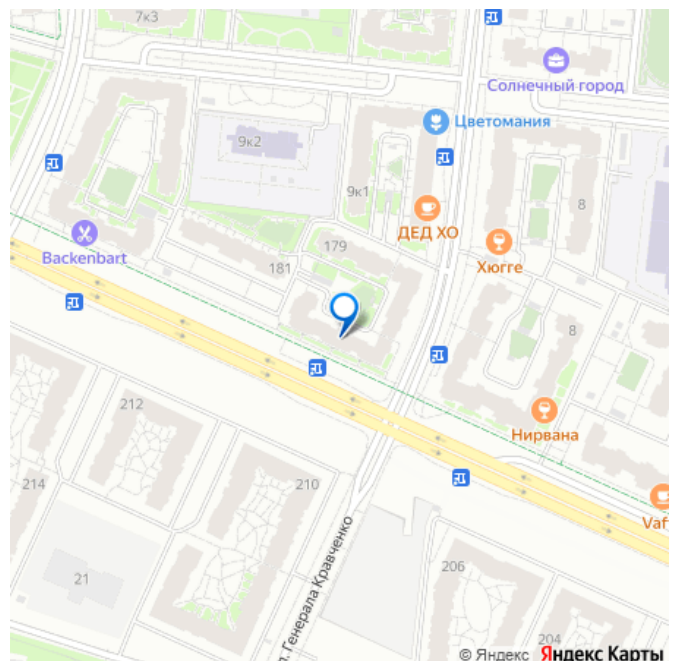 7к3
Солнечный город
Цветомания
9к2
9к1
8
ДЕД ХО
179
Backenbart
181
Хюгге
8
212
Нирвана
214
210
Vaf
21
л. Генерала Кравченко
206
204
© Яндекс Яндекс Карты